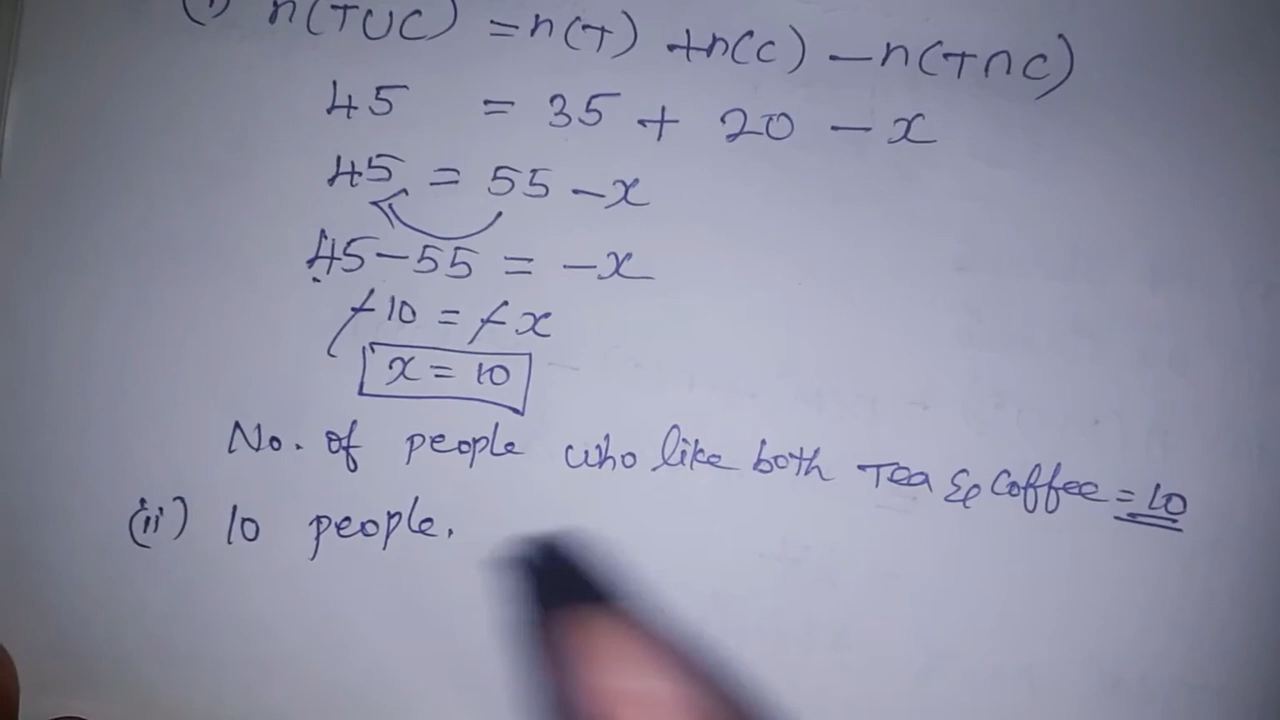 (i) n(TUC) = n(T) + n(C) - n(T∩C)
45 = 35 + 20 - x
45 = 55 - x
45 - 55 = -x
-10 = -x
x = 10
No. of people who like both Tea & Coffee = 10
(ii) 10 people.